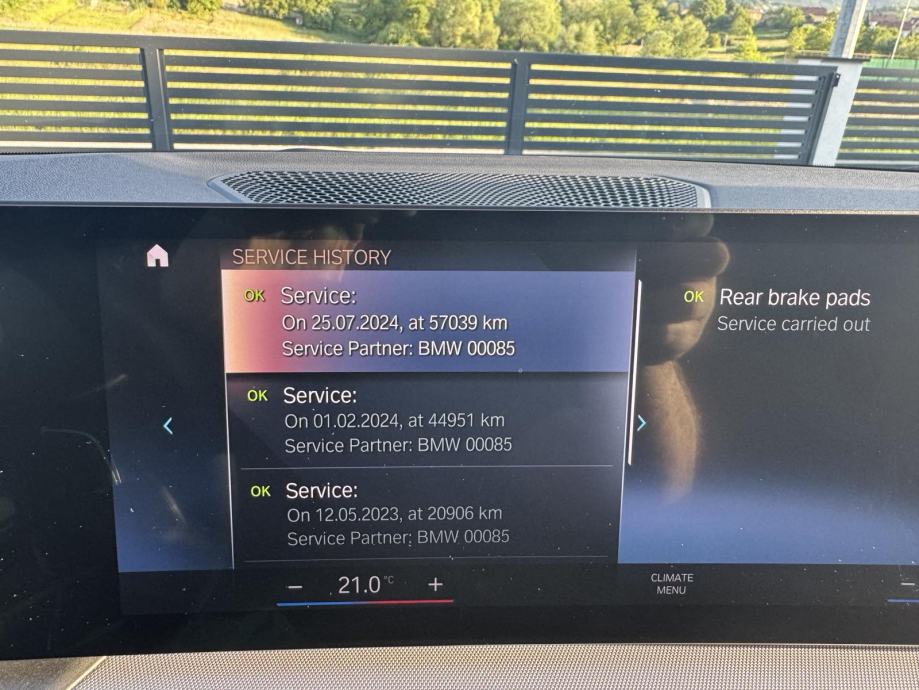 SERVICE HISTORY
OK Service:
On 25.07.2024, at 57039 km
Service Partner: BMW 00085
OK Service:
On 01.02.2024, at 44951 km
Service Partner: BMW 00085
OK Service:
On 12.05.2023, at 20906 km
Service Partner: BMW 00085
OK Rear brake pads
Service carried out
− 21.0 °C +
CLIMATE
MENU
−